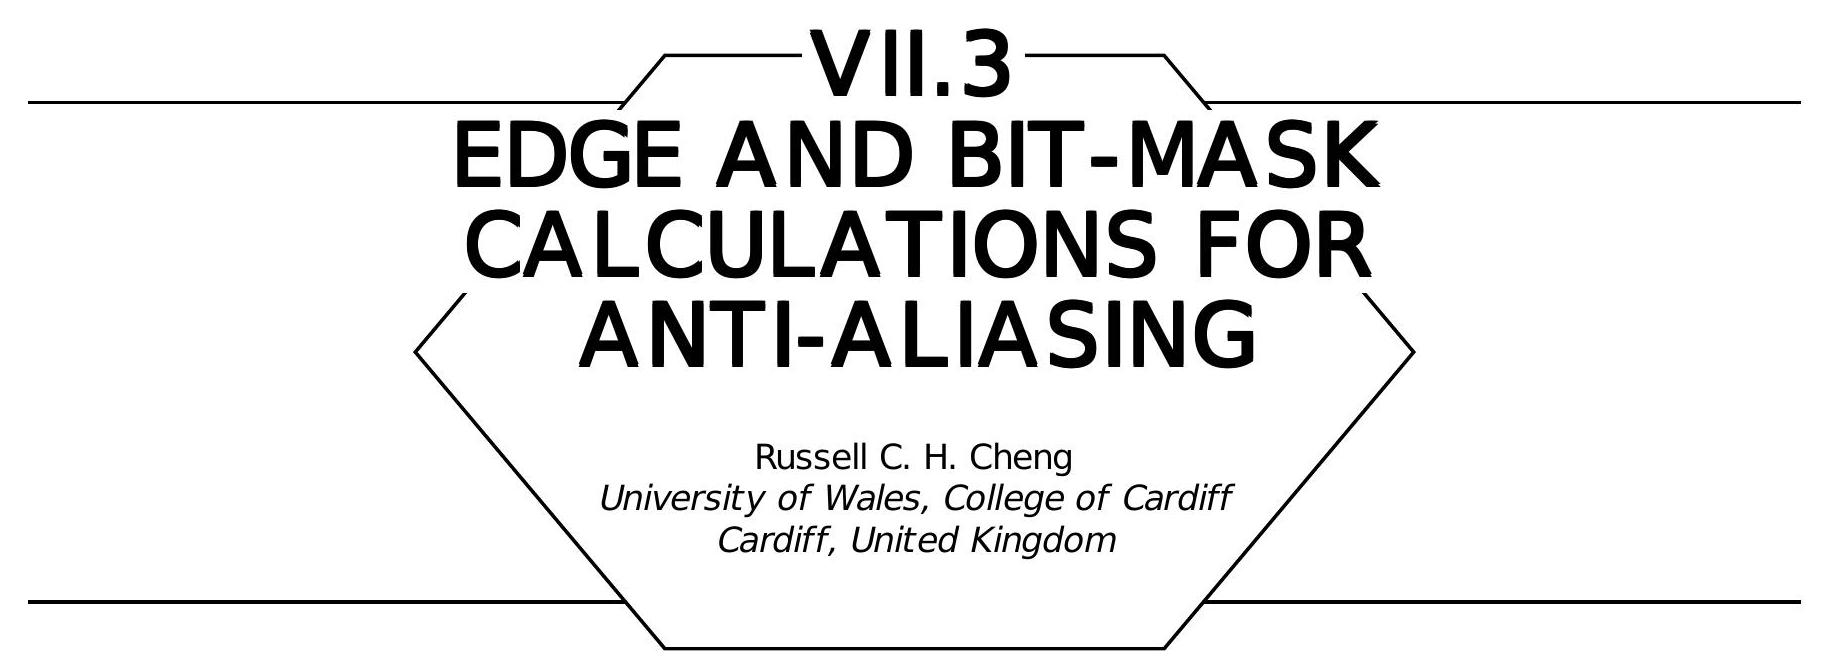 VII.3
EDGE AND BIT-MASK
CALCULATIONS FOR
ANTI-ALIASING
Russell C. H. Cheng
University of Wales, College of Cardiff
Cardiff, United Kingdom